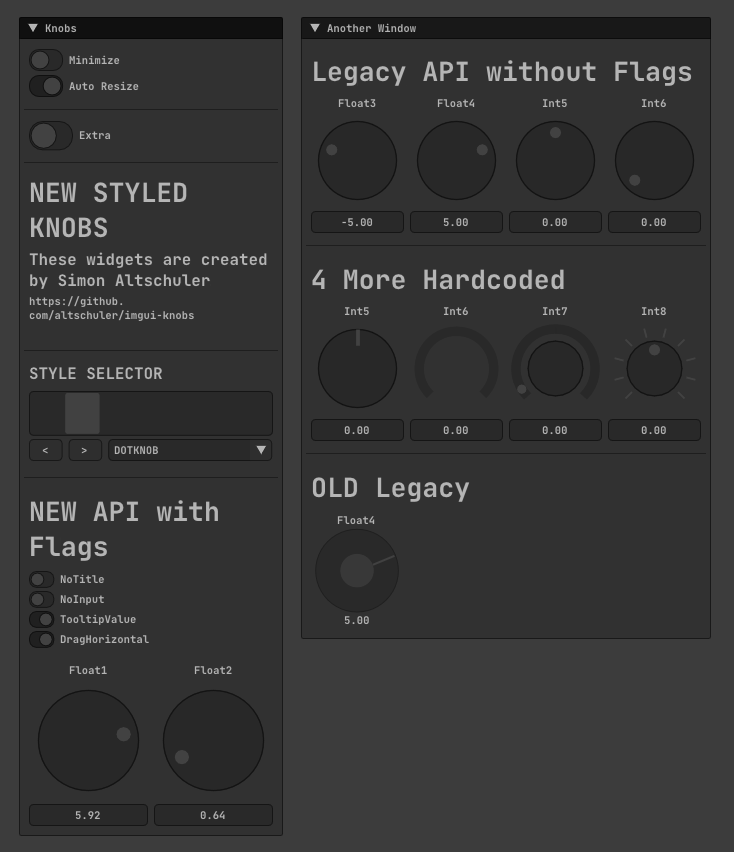 Knobs
Minimize
Auto Resize
Extra
NEW STYLED
KNOBS
These widgets are created
by Simon Altschuler
https://github.
com/altschuler/imgui-knobs
STYLE SELECTOR
< > DOTKNOB
NEW API with
Flags
NoTitle
NoInput
TooltipValue
DragHorizontal
Float1 Float2
5.92 0.64
Another Window
Legacy API without Flags
Float3 Float4 Int5 Int6
-5.00 5.00 0.00 0.00
4 More Hardcoded
Int5 Int6 Int7 Int8
0.00 0.00 0.00 0.00
OLD Legacy
Float4
5.00